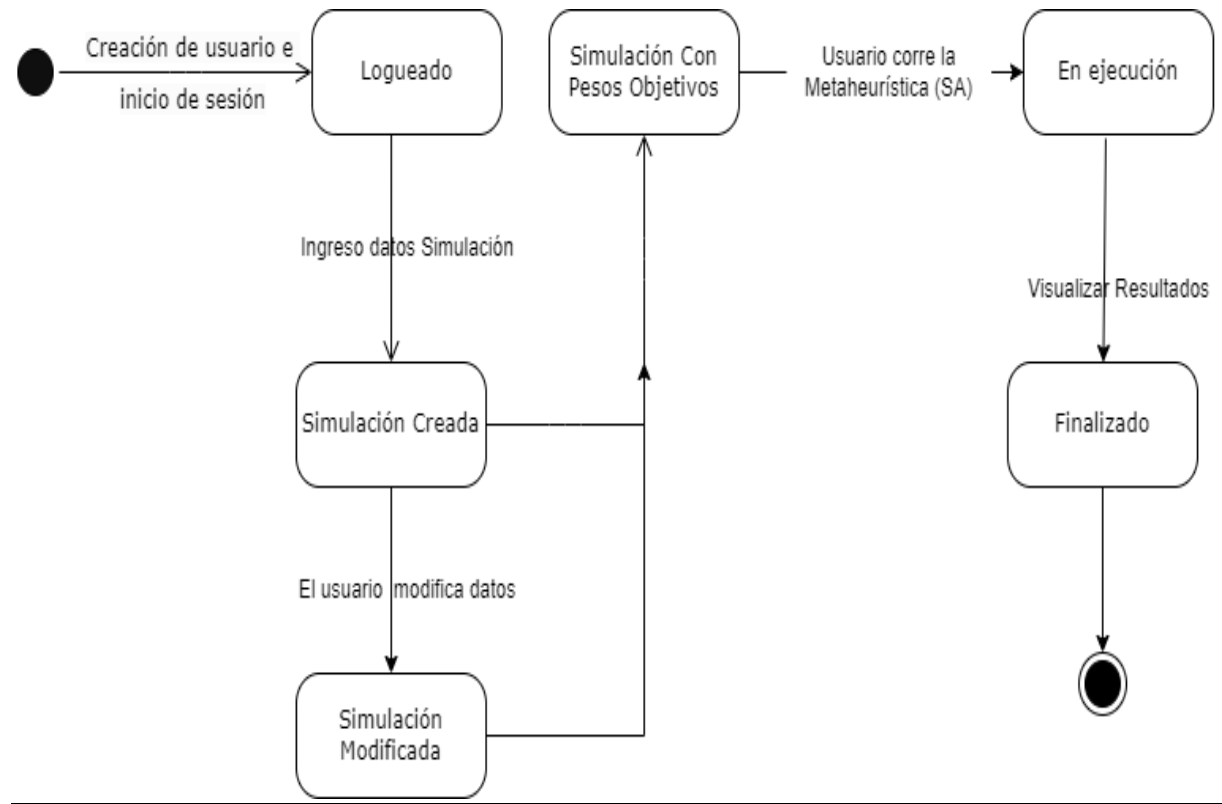 Creación de usuario e
inicio de sesión
Logueado
Simulación Con
Pesos Objetivos
Usuario corre la
Metaheurística (SA)
En ejecución
Ingreso datos Simulación
Visualizar Resultados
Simulación Creada
Finalizado
El usuario modifica datos
Simulación
Modificada